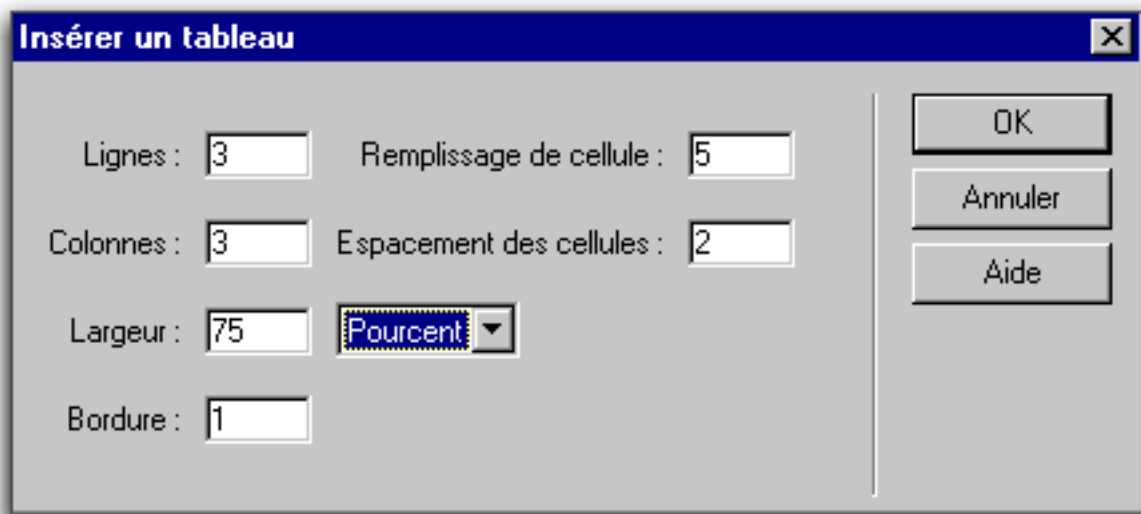 Insérer un tableau
Lignes : 3 Remplissage de cellule : 5
Colonnes : 3 Espacement des cellules : 2
Largeur : 75 Pourcent
Bordure : 1
OK
Annuler
Aide